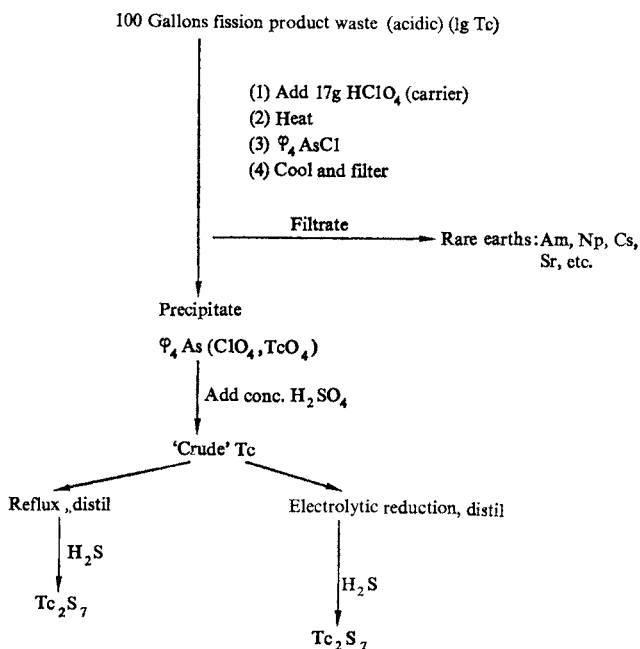 100 Gallons fission product waste (acidic) (lg Tc)
(1) Add 17g HClO₄ (carrier)
(2) Heat
(3) φ₄ AsCl
(4) Cool and filter
Filtrate
Rare earths: Am, Np, Cs,
Sr, etc.
Precipitate
φ₄ As (ClO₄, TcO₄)
Add conc. H₂SO₄
'Crude' Tc
Reflux ,,distil
Electrolytic reduction, distil
H₂S
H₂S
Tc₂S₇
Tc₂S₇